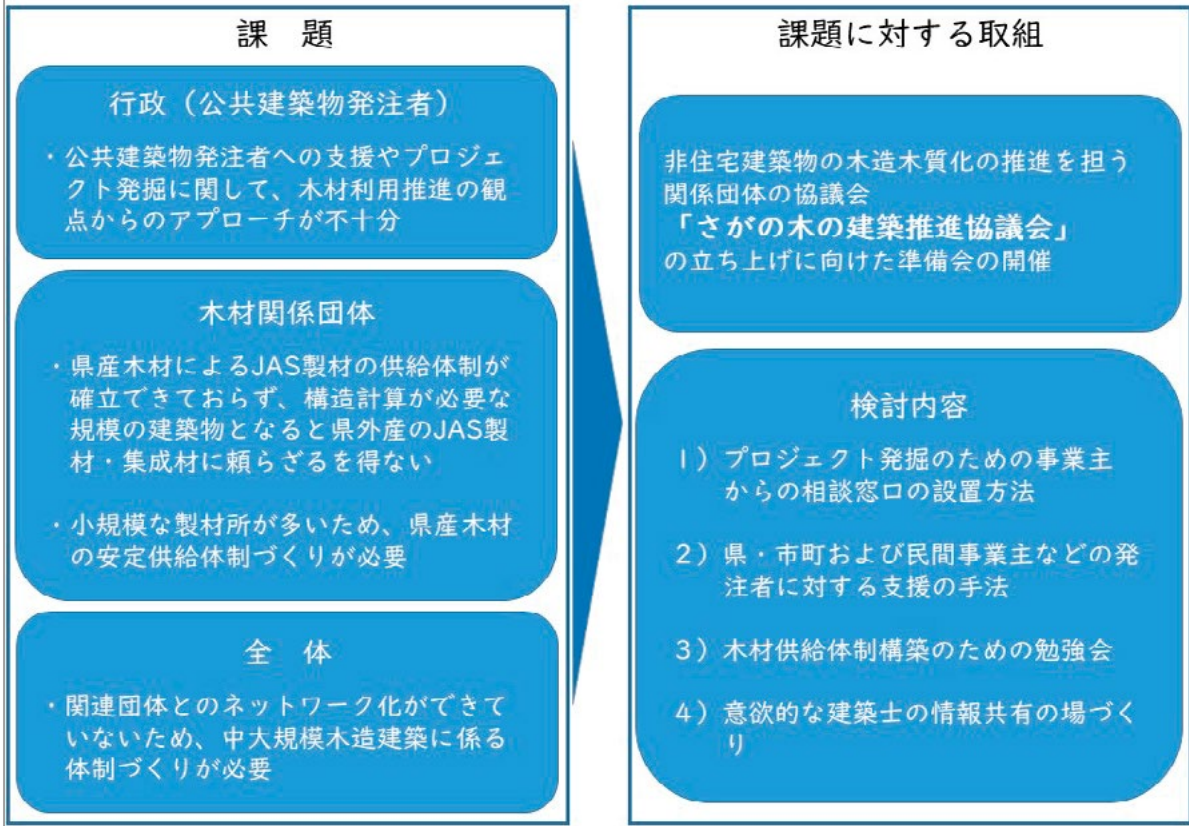 課　題
行政（公共建築物発注者）
・公共建築物発注者への支援やプロジェ
クト発掘に関して、木材利用推進の観
点からのアプローチが不十分
木材関係団体
・県産木材によるJAS製材の供給体制が
確立できておらず、構造計算が必要な
規模の建築物となると県外産のJAS製
材・集成材に頼らざるを得ない
・小規模な製材所が多いため、県産木材
の安定供給体制づくりが必要
全　体
・関連団体とのネットワーク化ができて
いないため、中大規模木造建築に係る
体制づくりが必要
課題に対する取組
非住宅建築物の木造木質化の推進を担う
関係団体の協議会
「さがの木の建築推進協議会」
の立ち上げに向けた準備会の開催
検討内容
１）プロジェクト発掘のための事業主
からの相談窓口の設置方法
２）県・市町および民間事業主などの発
注者に対する支援の手法
３）木材供給体制構築のための勉強会
４）意欲的な建築士の情報共有の場づく
り